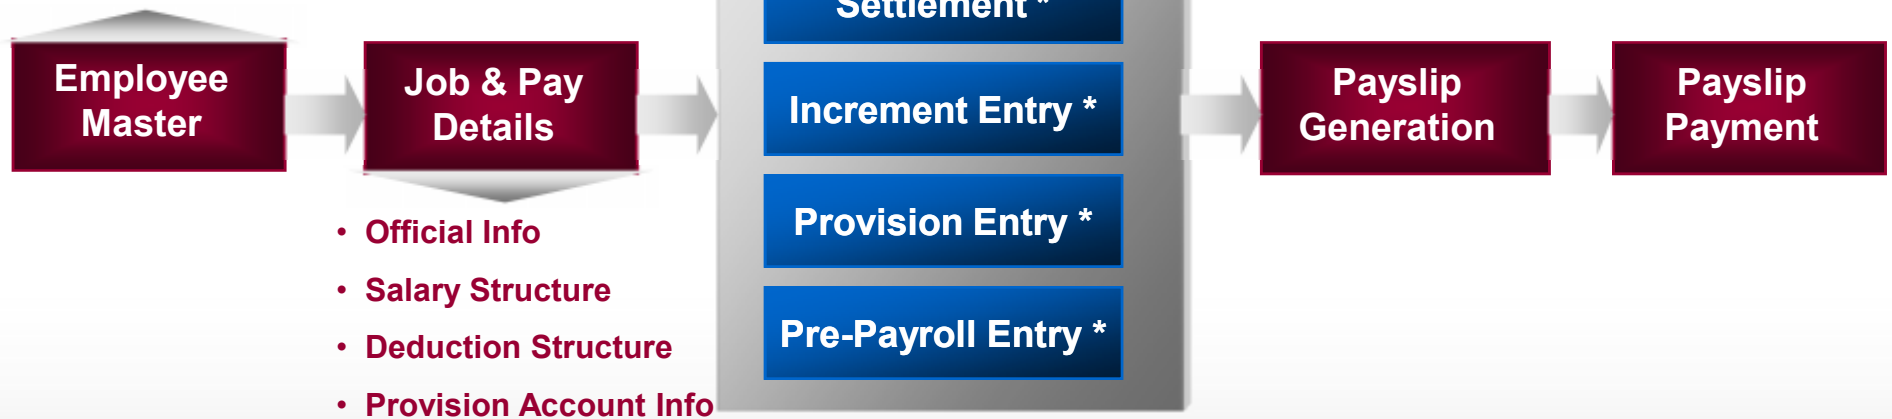 Settlement *
Employee
Master
Job & Pay
Details
Increment Entry *
Provision Entry *
Pre-Payroll Entry *
Payslip
Generation
Payslip
Payment
• Official Info
• Salary Structure
• Deduction Structure
• Provision Account Info